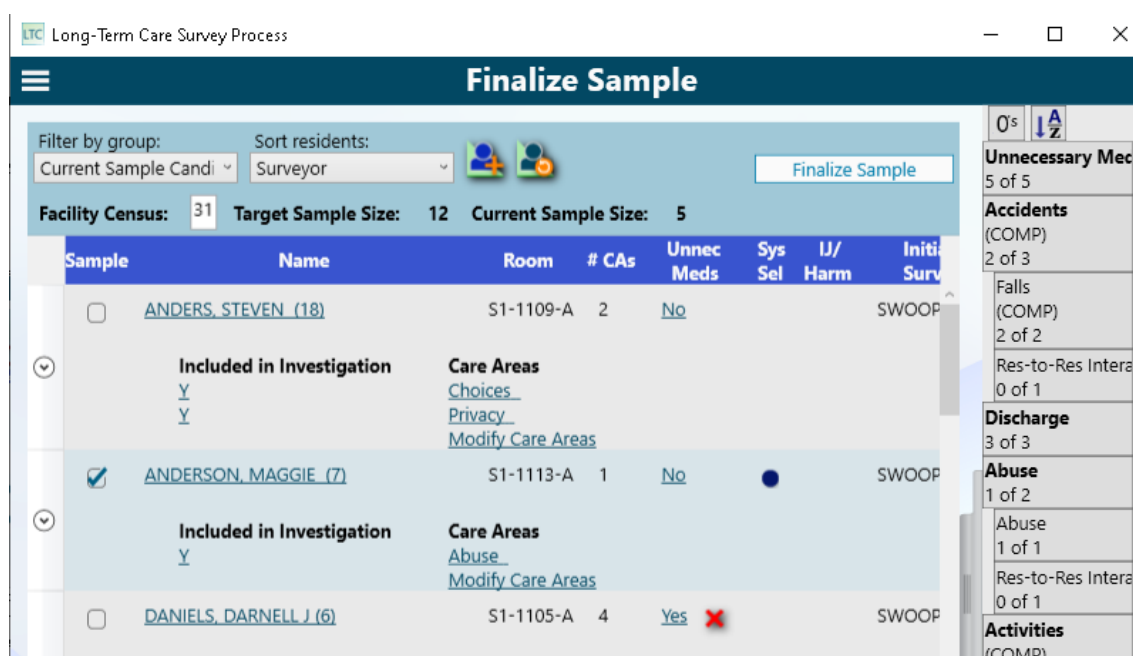 LTC Long-Term Care Survey Process
Finalize Sample
Filter by group:
Sort residents:
Current Sample Candi
Surveyor
Finalize Sample
Facility Census: 31 Target Sample Size: 12 Current Sample Size: 5
Sample Name Room # CAs Unnec Meds Sys Sel IJ/ Harm Initia Surv
ANDERS, STEVEN (18) S1-1109-A 2 No SWOOP
Included in Investigation Care Areas
Y Choices
Y Privacy
Modify Care Areas
ANDERSON, MAGGIE (7) S1-1113-A 1 No SWOOP
Included in Investigation Care Areas
Y Abuse
Modify Care Areas
DANIELS, DARNELL J (6) S1-1105-A 4 Yes SWOOP
0's AZ
Unnecessary Med
5 of 5
Accidents
(COMP)
2 of 3
Falls
(COMP)
2 of 2
Res-to-Res Intera
0 of 1
Discharge
3 of 3
Abuse
1 of 2
Abuse
1 of 1
Res-to-Res Intera
0 of 1
Activities
(COMP)